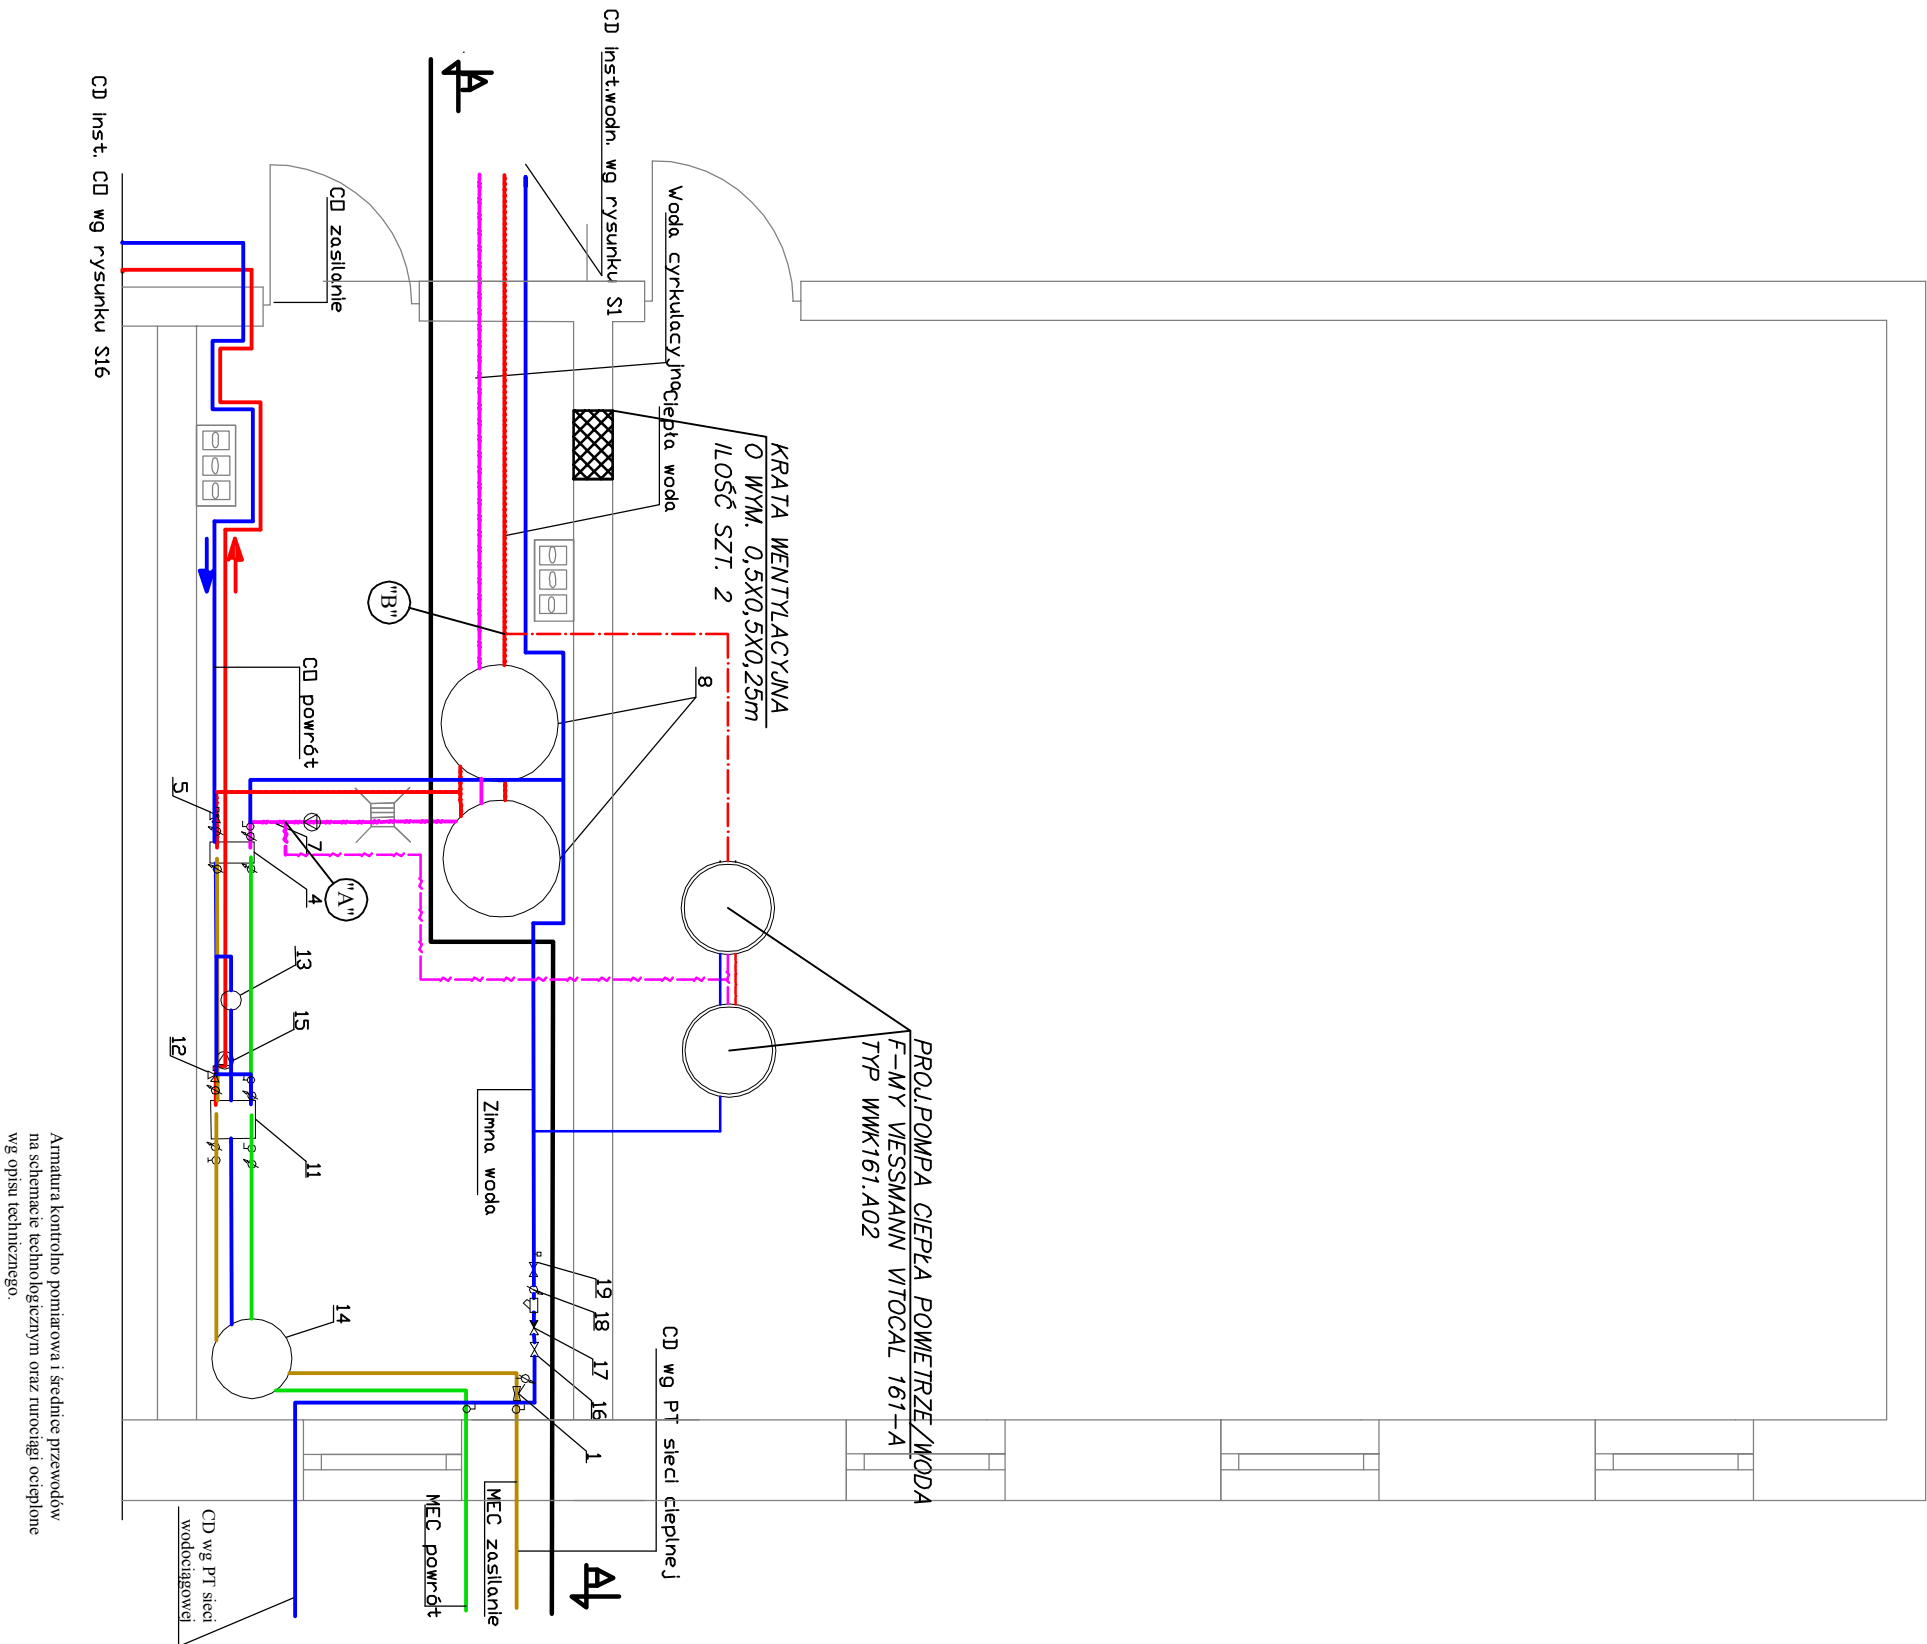 CD inst.wodn. wg rysunku S1
Woda cyrkulacyjna
Ciepła woda
KRATA WENTYLACYJNA
O WYM. 0,5X0,5X0,25m
ILOŚĆ SZT. 2
A
CO zasilanie
CD inst. CO wg rysunku S16
"B"
8
CO powrót
5
7
4
"A"
13
15
12
11
14
PROJ.POMPA CIEPŁA POWIETRZE/WODA
F-MY VIESSMANN VITOCAL 161-A
TYP WWK161.A02
Zimna woda
19
18
17
16
1
CD wg PT sieci cieplnej
MEC zasilanie
MEC powrót
A
CD wg PT sieci
wodociągowej
Armatura kontrolno pomiarowa i średnice przewodów
na schemacie technologicznym oraz rurociągi ocieplone
wg opisu technicznego.